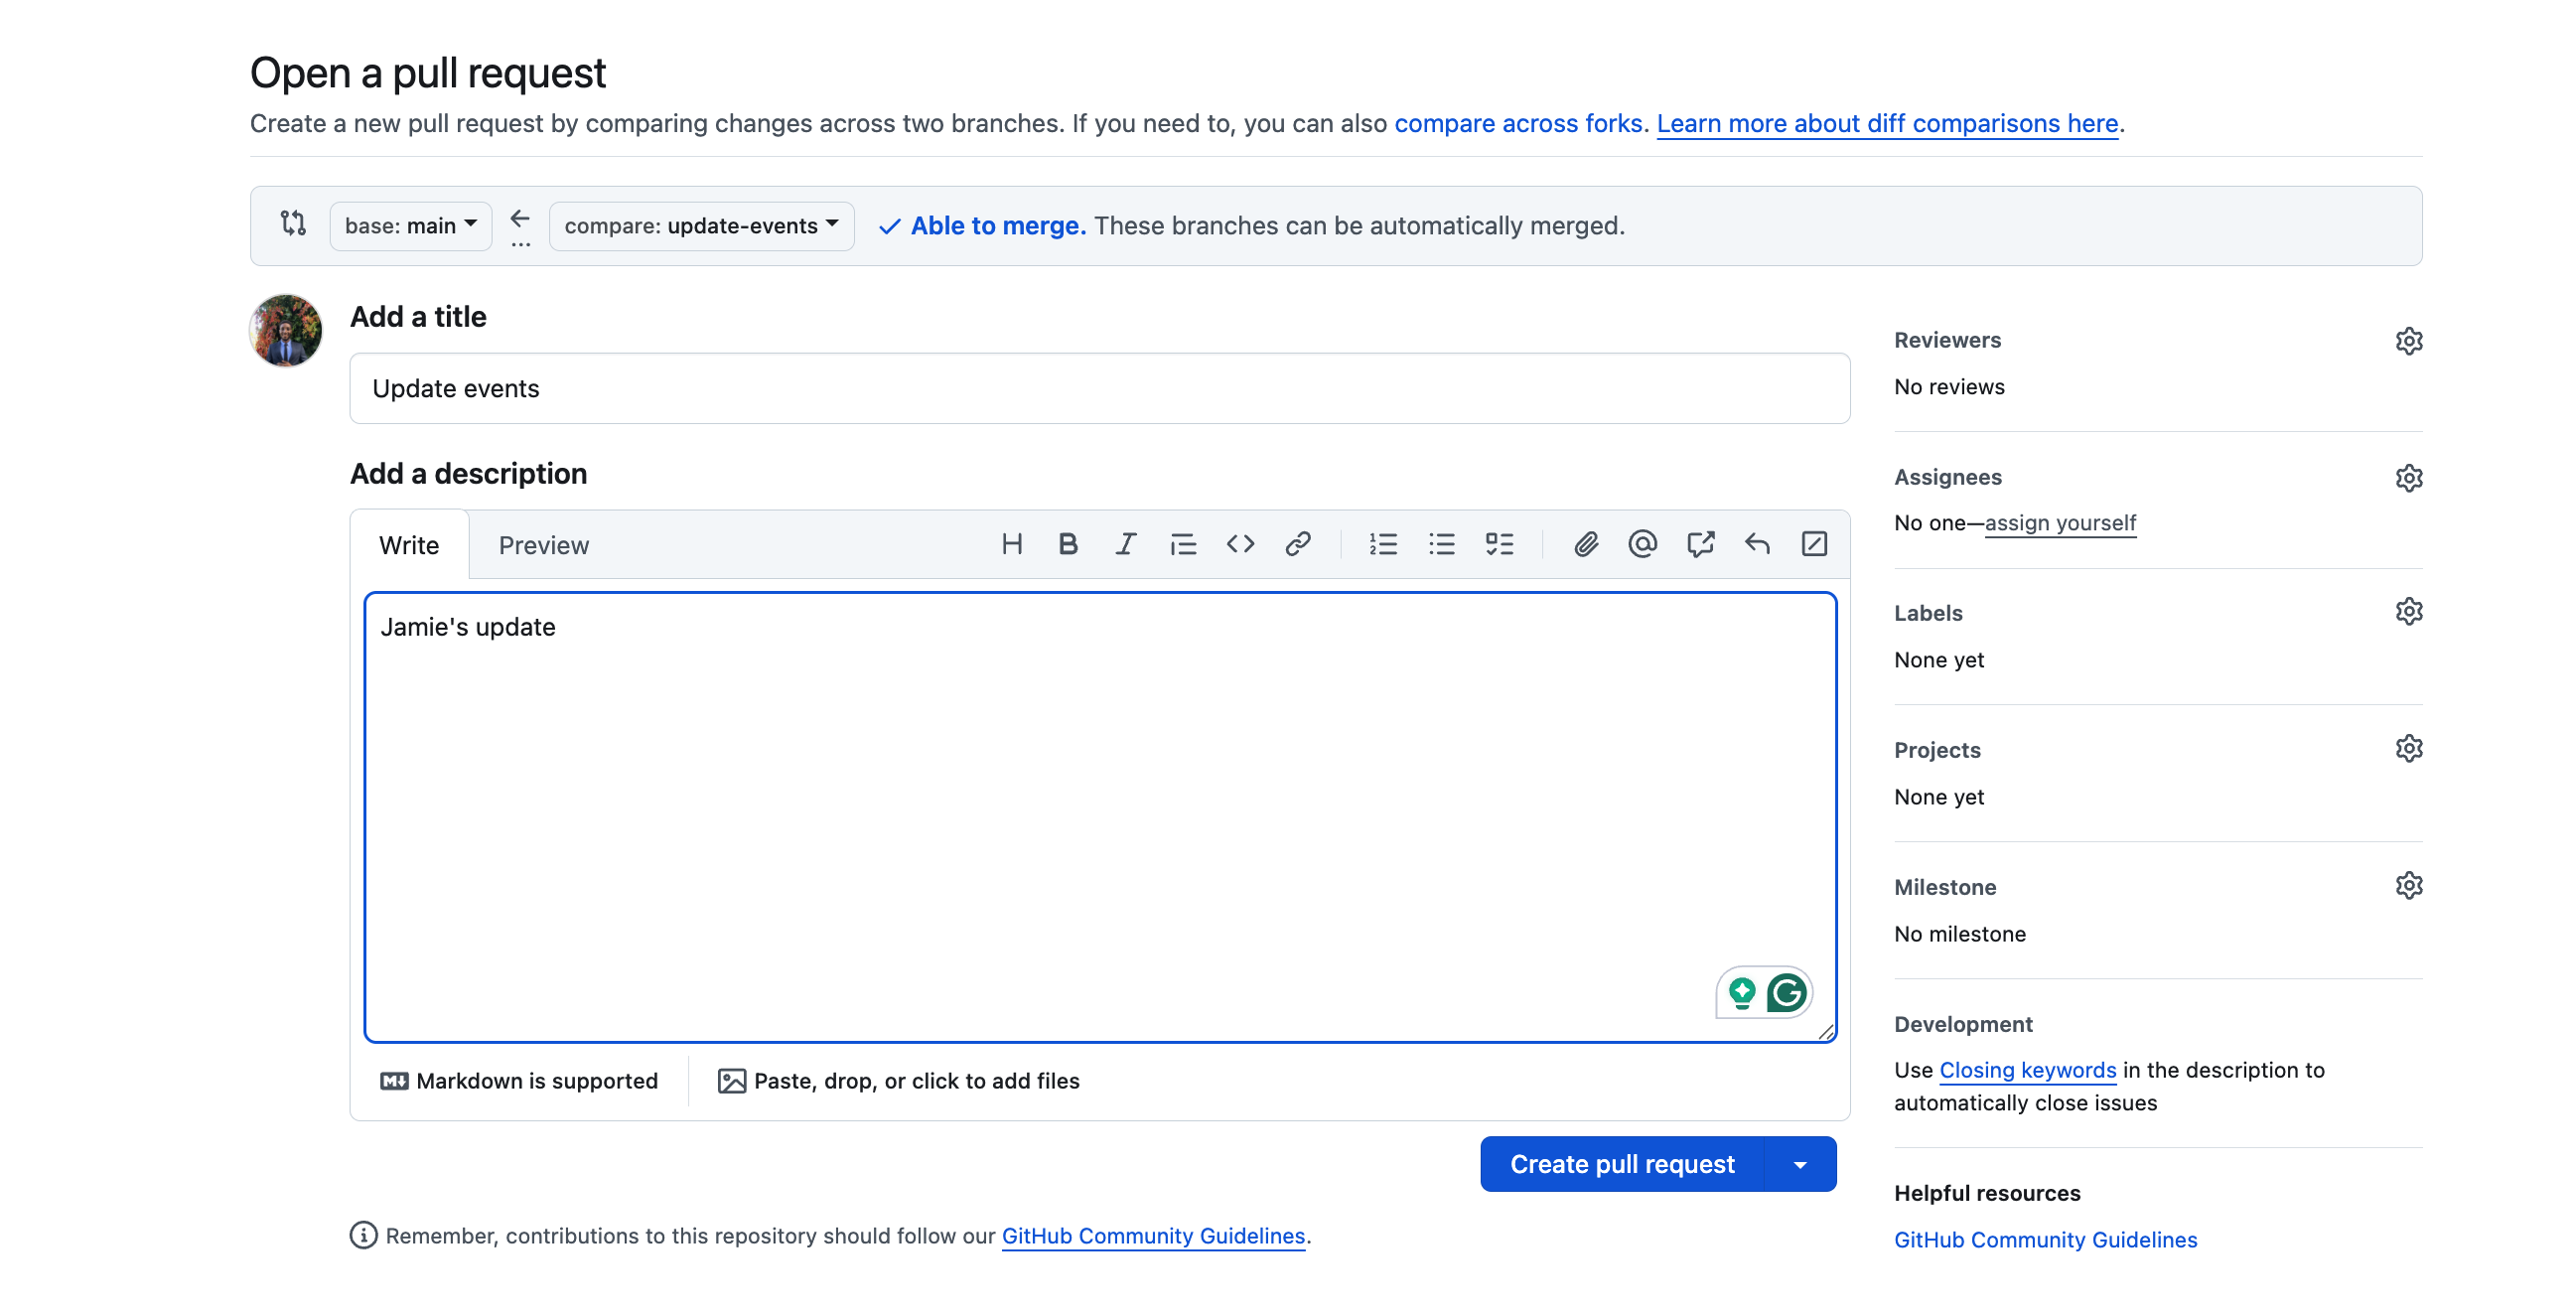 Open a pull request
Create a new pull request by comparing changes across two branches. If you need to, you can also compare across forks. Learn more about diff comparisons here.
base: main
compare: update-events
Able to merge. These branches can be automatically merged.
Add a title
Update events
Add a description
Write
Preview
Jamie's update
Markdown is supported
Paste, drop, or click to add files
Create pull request
Remember, contributions to this repository should follow our GitHub Community Guidelines.
Reviewers
No reviews
Assignees
No one—assign yourself
Labels
None yet
Projects
None yet
Milestone
No milestone
Development
Use Closing keywords in the description to
automatically close issues
Helpful resources
GitHub Community Guidelines